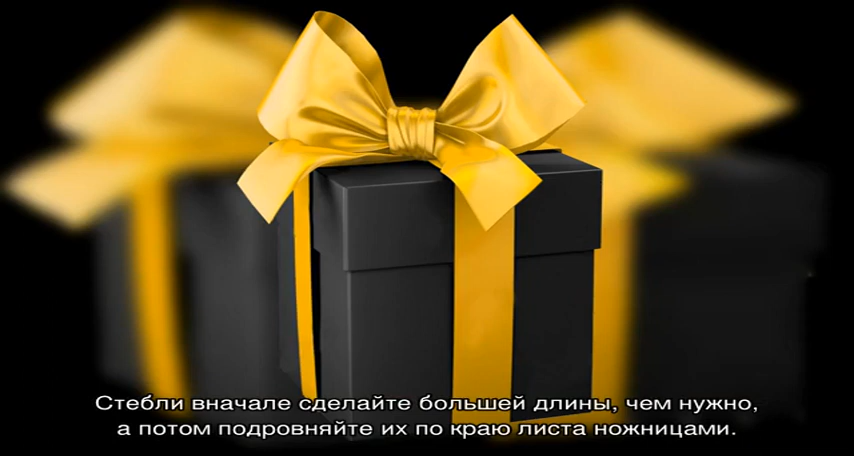 Стебли вначале сделайте большей длины, чем нужно,
а потом подровняйте их по краю листа ножницами.